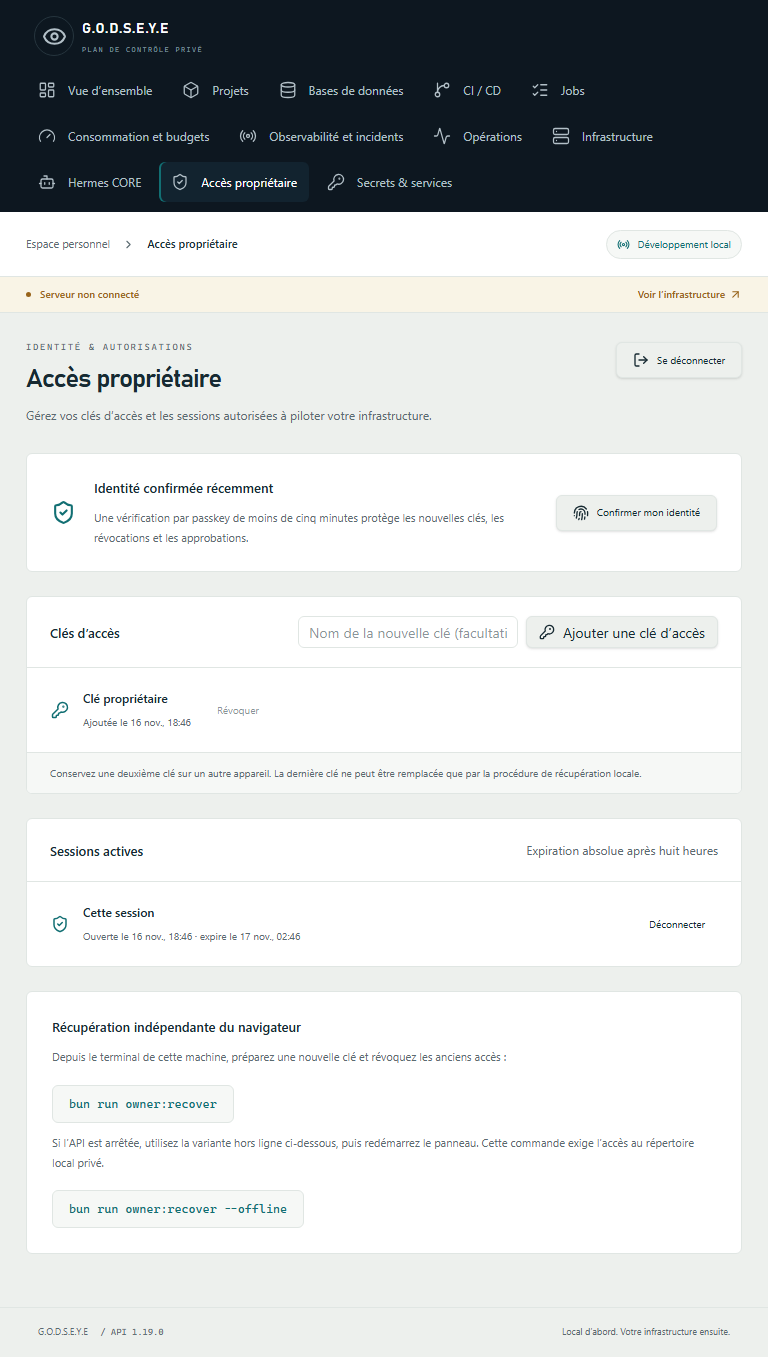 G.O.D.S.E.Y.E
PLAN DE CONTRÔLE PRIVÉ
Vue d’ensemble
Projets
Bases de données
CI / CD
Jobs
Consommation et budgets
Observabilité et incidents
Opérations
Infrastructure
Hermes CORE
Accès propriétaire
Secrets & services
Espace personnel
Accès propriétaire
Développement local
Serveur non connecté
Voir l’infrastructure
IDENTITÉ & AUTORISATIONS
Accès propriétaire
Se déconnecter
Gérez vos clés d’accès et les sessions autorisées à piloter votre infrastructure.
Identité confirmée récemment
Une vérification par passkey de moins de cinq minutes protège les nouvelles clés, les
révocations et les approbations.
Confirmer mon identité
Clés d’accès
Nom de la nouvelle clé (facultati
Ajouter une clé d’accès
Clé propriétaire
Ajoutée le 16 nov., 18:46
Révoquer
Conservez une deuxième clé sur un autre appareil. La dernière clé ne peut être remplacée que par la procédure de récupération locale.
Sessions actives
Expiration absolue après huit heures
Cette session
Ouverte le 16 nov., 18:46 · expire le 17 nov., 02:46
Déconnecter
Récupération indépendante du navigateur
Depuis le terminal de cette machine, préparez une nouvelle clé et révoquez les anciens accès :
bun run owner:recover
Si l’API est arrêtée, utilisez la variante hors ligne ci-dessous, puis redémarrez le panneau. Cette commande exige l’accès au répertoire
local privé.
bun run owner:recover --offline
G.O.D.S.E.Y.E / API 1.19.0
Local d’abord. Votre infrastructure ensuite.